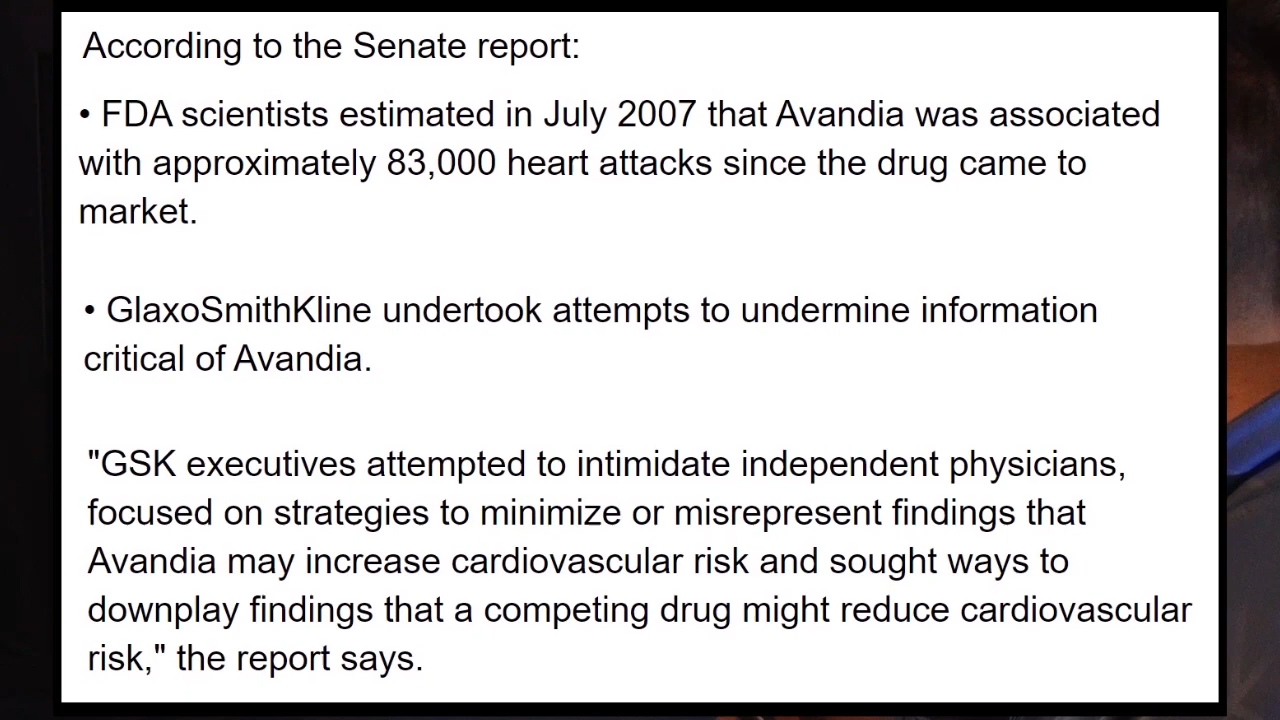 According to the Senate report:
• FDA scientists estimated in July 2007 that Avandia was associated
with approximately 83,000 heart attacks since the drug came to
market.
• GlaxoSmithKline undertook attempts to undermine information
critical of Avandia.
"GSK executives attempted to intimidate independent physicians,
focused on strategies to minimize or misrepresent findings that
Avandia may increase cardiovascular risk and sought ways to
downplay findings that a competing drug might reduce cardiovascular
risk," the report says.